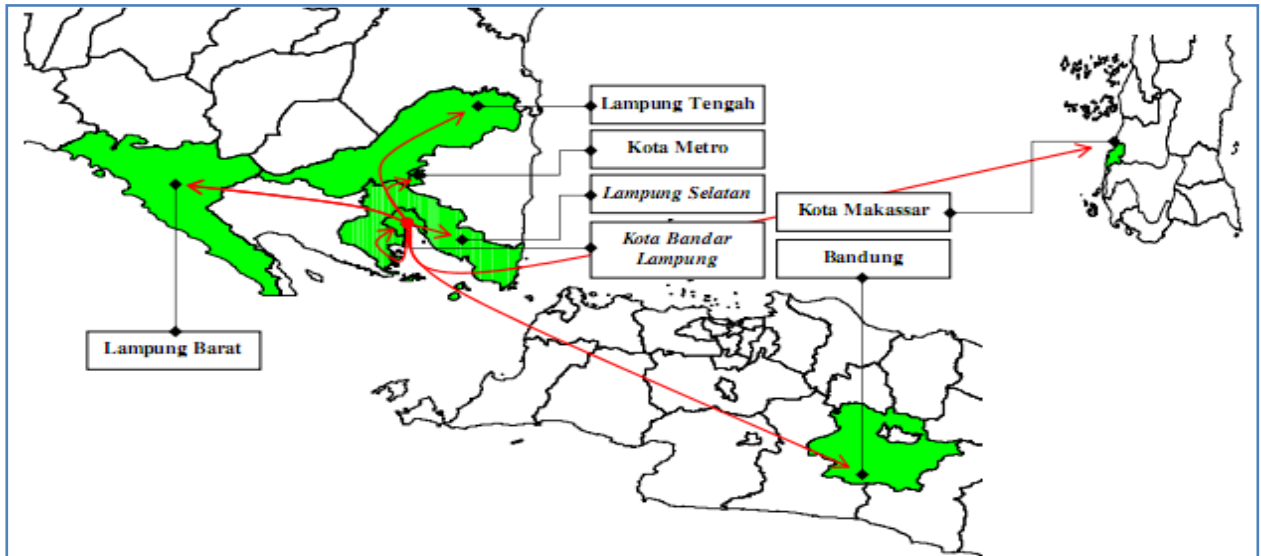 Lampung Tengah
Kota Metro
Lampung Selatan
Kota Makassar
Kota Bandar
Lampung
Bandung
Lampung Barat